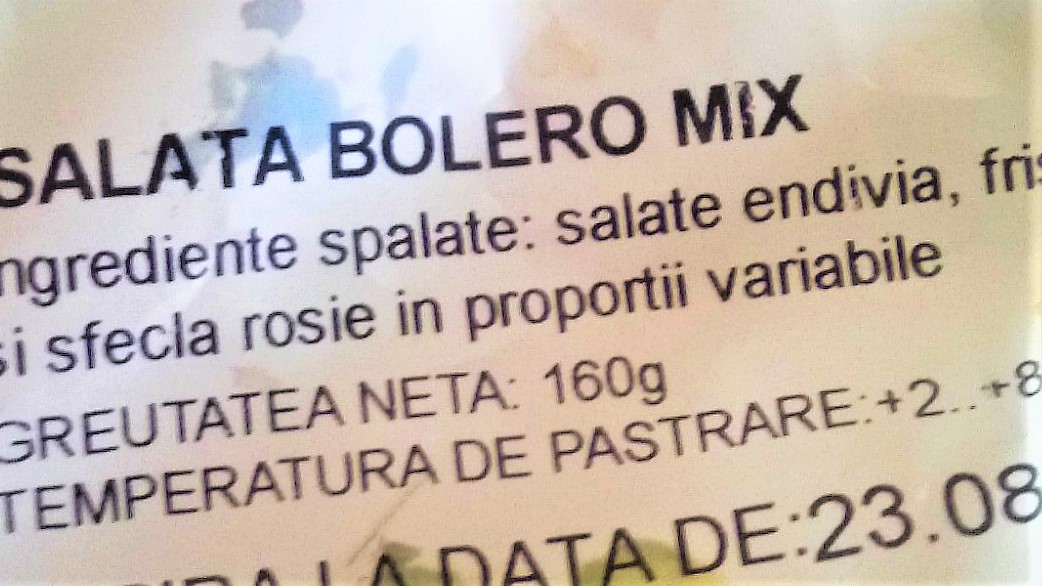 SALATA BOLERO MIX
ngrediente spalate: salate endivia, fris
si sfecla rosie in proportii variabile
GREUTATEA NETA: 160g
TEMPERATURA DE PASTRARE:+2..+8
LA DATA DE:23.08